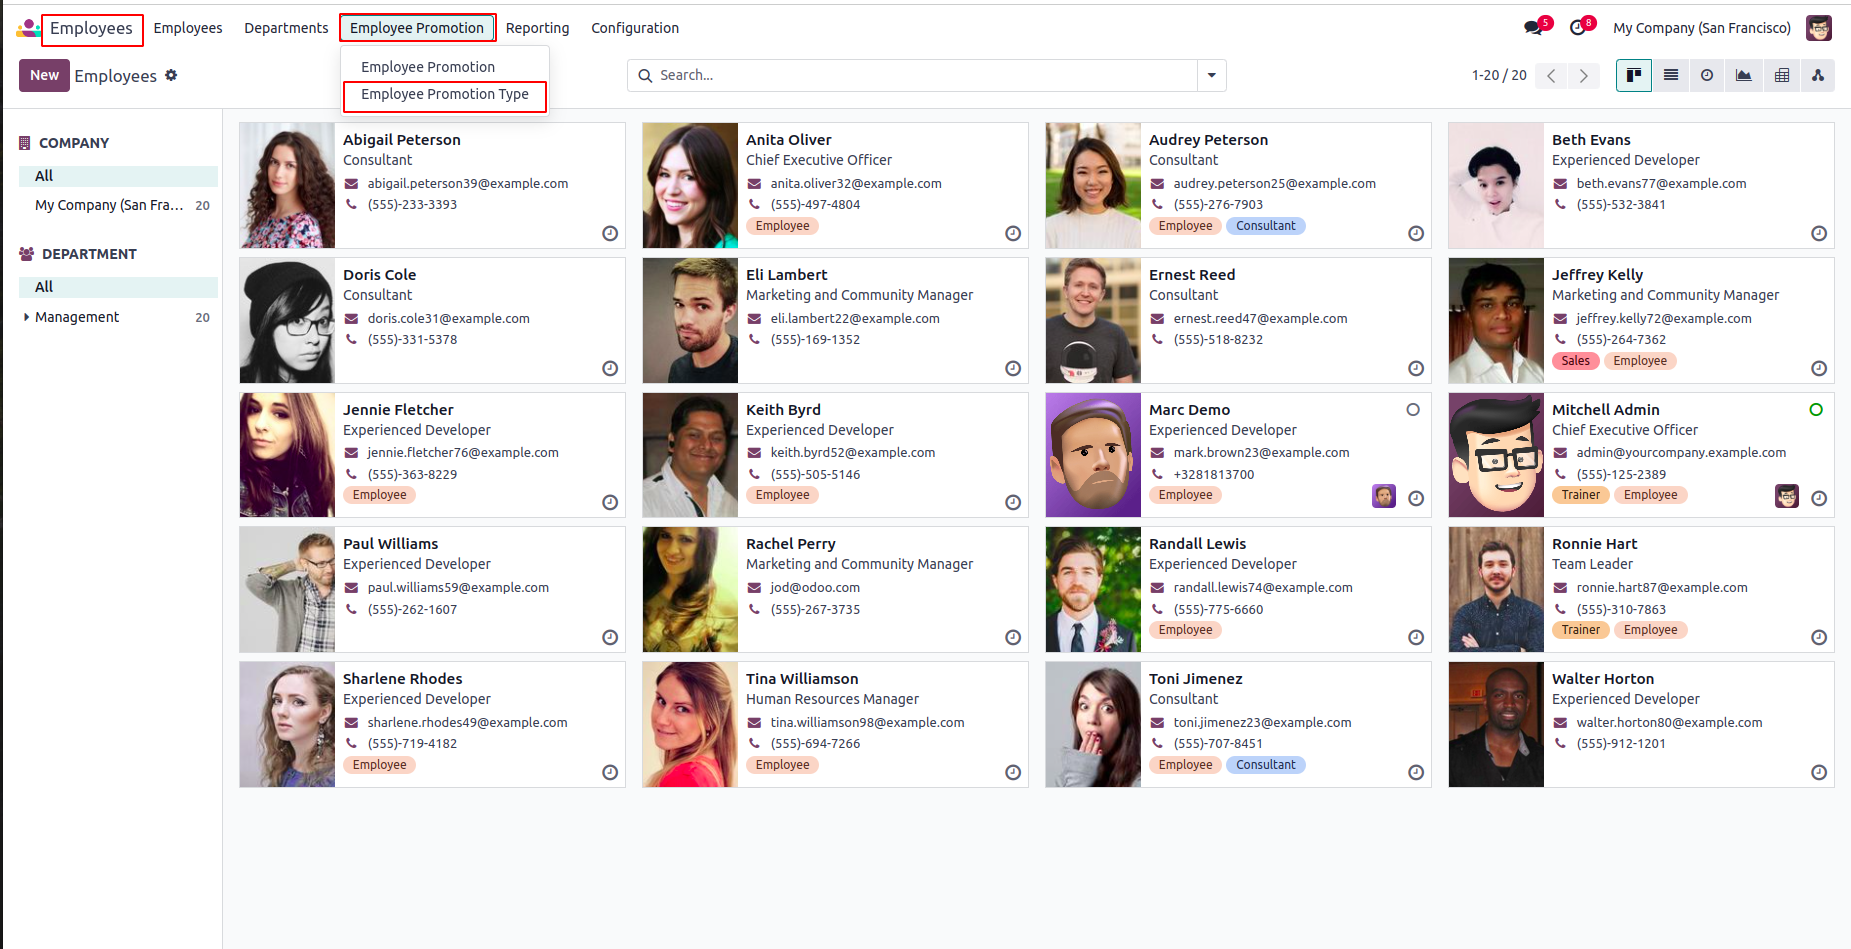 Employees Employees Departments Employee Promotion Reporting Configuration 5 8 My Company (San Francisco)
Employee Promotion
Employee Promotion Type
New Employees Search... 1-20 / 20
COMPANY
All
My Company (San Fra... 20
DEPARTMENT
All
Management 20
Abigail Peterson
Consultant
abigail.peterson39@example.com
(555)-233-3393
Anita Oliver
Chief Executive Officer
anita.oliver32@example.com
(555)-497-4804
Employee
Audrey Peterson
Consultant
audrey.peterson25@example.com
(555)-276-7903
Employee Consultant
Beth Evans
Experienced Developer
beth.evans77@example.com
(555)-532-3841
Doris Cole
Consultant
doris.cole31@example.com
(555)-331-5378
Eli Lambert
Marketing and Community Manager
eli.lambert22@example.com
(555)-169-1352
Ernest Reed
Consultant
ernest.reed47@example.com
(555)-518-8232
Jeffrey Kelly
Marketing and Community Manager
jeffrey.kelly72@example.com
(555)-264-7362
Sales Employee
Jennie Fletcher
Experienced Developer
jennie.fletcher76@example.com
(555)-363-8229
Employee
Keith Byrd
Experienced Developer
keith.byrd52@example.com
(555)-505-5146
Employee
Marc Demo
Experienced Developer
mark.brown23@example.com
+3281813700
Employee
Mitchell Admin
Chief Executive Officer
admin@yourcompany.example.com
(555)-125-2389
Trainer Employee
Paul Williams
Experienced Developer
paul.williams59@example.com
(555)-262-1607
Rachel Perry
Marketing and Community Manager
jod@odoo.com
(555)-267-3735
Randall Lewis
Experienced Developer
randall.lewis74@example.com
(555)-775-6660
Employee
Ronnie Hart
Team Leader
ronnie.hart87@example.com
(555)-310-7863
Trainer Employee
Sharlene Rhodes
Experienced Developer
sharlene.rhodes49@example.com
(555)-719-4182
Employee
Tina Williamson
Human Resources Manager
tina.williamson98@example.com
(555)-694-7266
Employee
Toni Jimenez
Consultant
toni.jimenez23@example.com
(555)-707-8451
Employee Consultant
Walter Horton
Experienced Developer
walter.horton80@example.com
(555)-912-1201